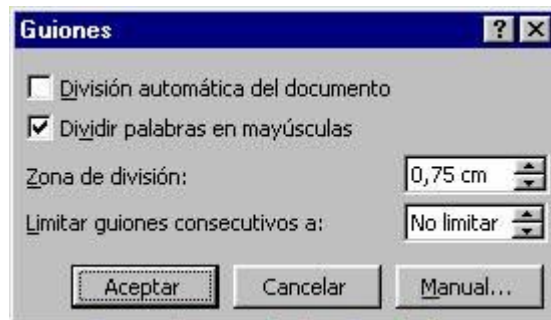 Guiones
División automática del documento
Dividir palabras en mayúsculas
Zona de división: 0,75 cm
Limitar guiones consecutivos a: No limitar
Aceptar Cancelar Manual...